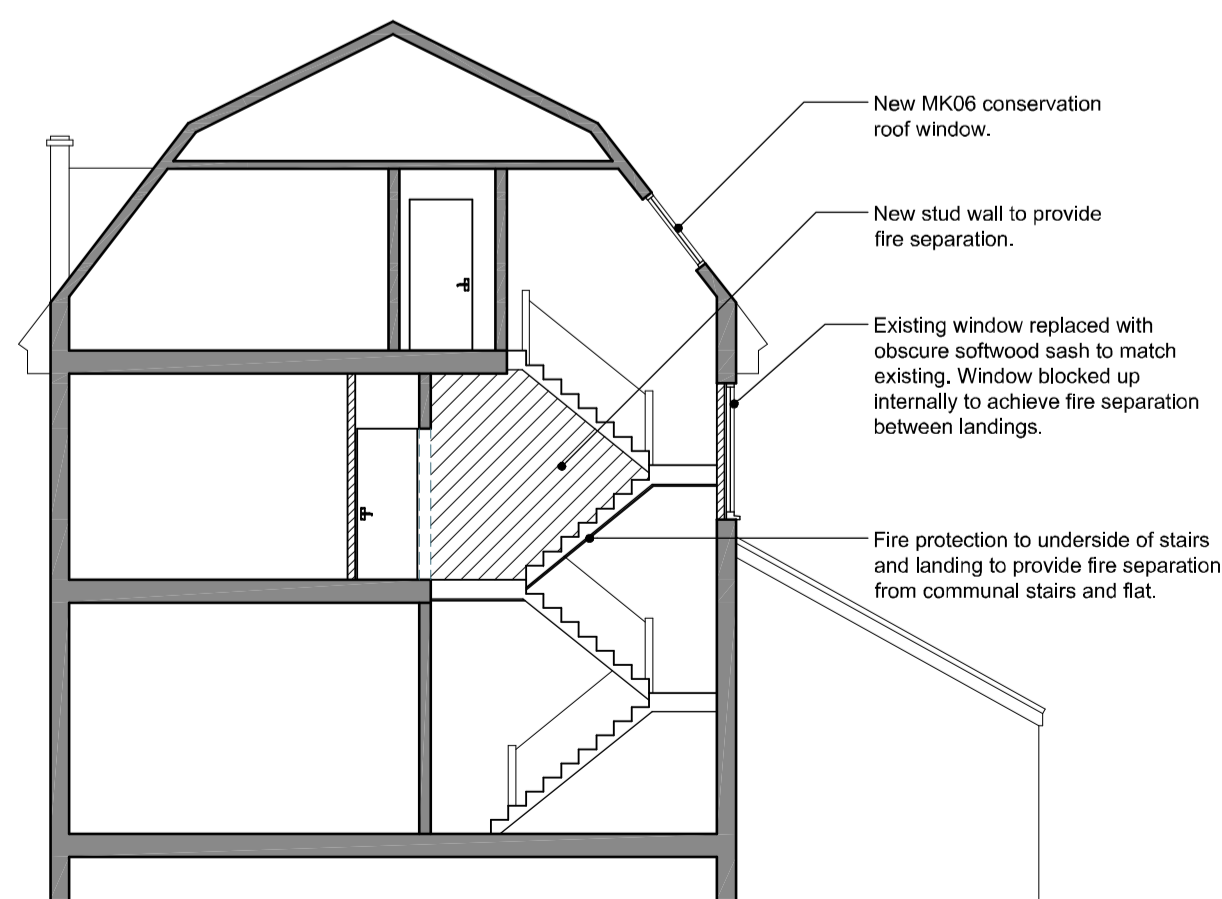 New MK06 conservation
roof window.
New stud wall to provide
fire separation.
Existing window replaced with
obscure softwood sash to match
existing. Window blocked up
internally to achieve fire separation
between landings.
Fire protection to underside of stairs
and landing to provide fire separation
from communal stairs and flat.